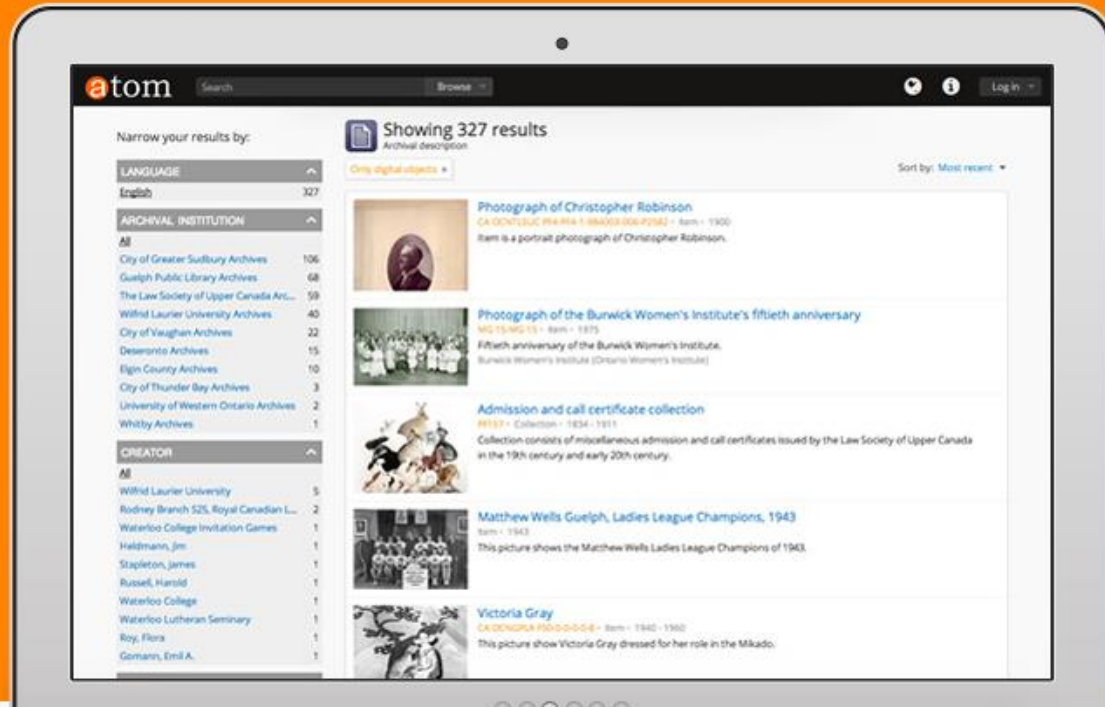 atom
Search
Browse
Log in
Narrow your results by:
LANGUAGE
English 327
ARCHIVAL INSTITUTION
All
City of Greater Sudbury Archives 106
Guelph Public Library Archives 68
The Law Society of Upper Canada Arc... 59
Wilfrid Laurier University Archives 40
City of Vaughan Archives 22
Deseronto Archives 15
Elgin County Archives 10
City of Thunder Bay Archives 3
University of Western Ontario Archives 2
Whitby Archives 1
CREATOR
All
Wilfrid Laurier University 5
Rodney Branch 525, Royal Canadian L... 2
Waterloo College Invitation Games 1
Heldmann, Jim 1
Stapleton, James 1
Russell, Harold 1
Waterloo College 1
Waterloo Lutheran Seminary 1
Roy, Flora 1
Gomann, Emil A. 1
Showing 327 results
Archival description
Only digital objects
Sort by: Most recent
Photograph of Christopher Robinson
Item - 1900
Item is a portrait photograph of Christopher Robinson.
Photograph of the Burwick Women's Institute's fiftieth anniversary
MG-15-MG-15 - Item - 1975
Fiftieth anniversary of the Burwick Women's Institute.
Burwick Women's Institute (Ontario Women's Institute)
Admission and call certificate collection
Collection - 1834 - 1911
Collection consists of miscellaneous admission and call certificates issued by the Law Society of Upper Canada
in the 19th century and early 20th century.
Matthew Wells Guelph, Ladies League Champions, 1943
Item - 1943
This picture shows the Matthew Wells Ladies League Champions of 1943.
Victoria Gray
Item - 1940 - 1960
This picture show Victoria Gray dressed for her role in the Mikado.